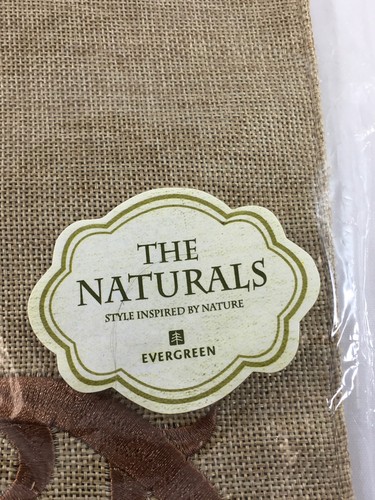 THE
NATURALS
STYLE INSPIRED BY NATURE
EVERGREEN